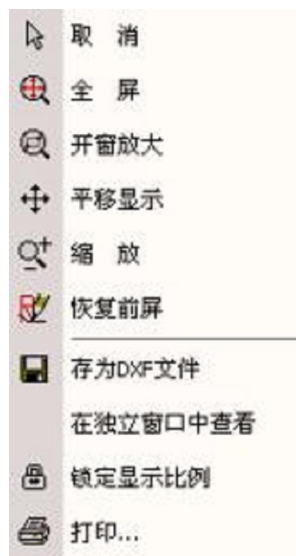 取 消
全 屏
开窗放大
平移显示
缩 放
恢复前屏
存为DXF文件
在独立窗口中查看
锁定显示比例
打印...